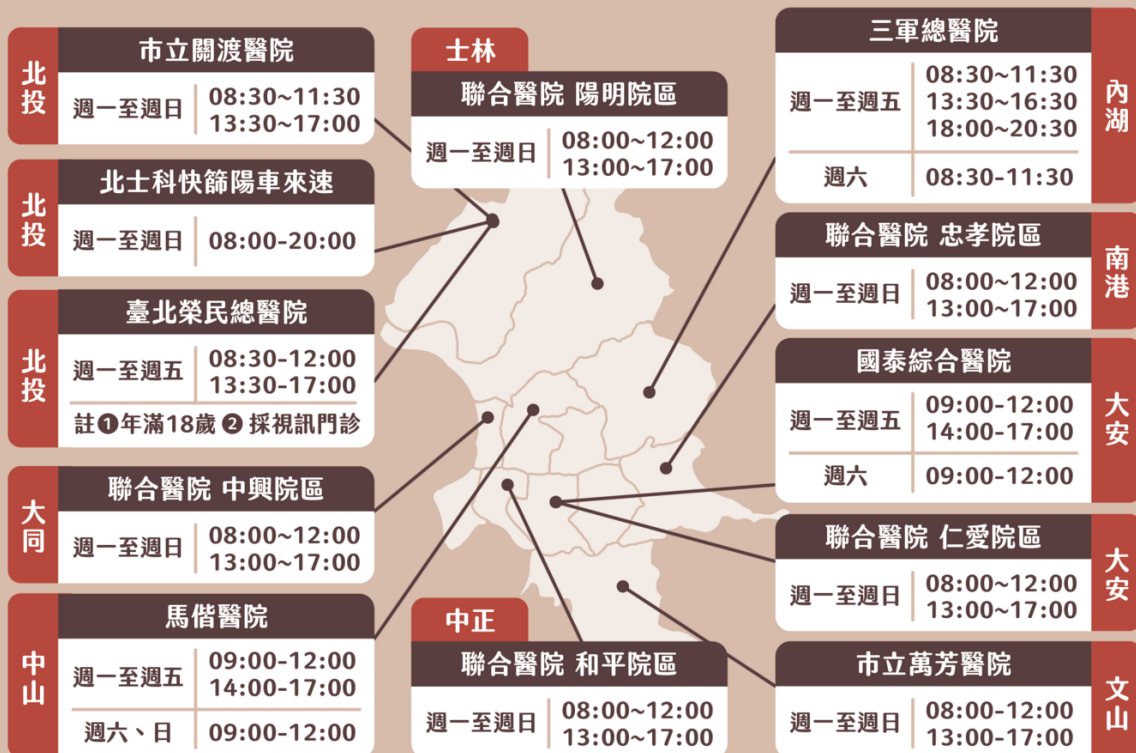 北投
市立關渡醫院
週一至週日
08:30~11:30
13:30~17:00
北投
北士科快篩陽車來速
週一至週日
08:00-20:00
北投
臺北榮民總醫院
週一至週五
08:30-12:00
13:30-17:00
註❶年滿18歲 ❷ 採視訊門診
大同
聯合醫院 中興院區
週一至週日
08:00~12:00
13:00~17:00
中山
馬偕醫院
週一至週五
09:00-12:00
14:00-17:00
週六、日
09:00-12:00
士林
聯合醫院 陽明院區
週一至週日
08:00~12:00
13:00~17:00
中正
聯合醫院 和平院區
週一至週日
08:00~12:00
13:00~17:00
內湖
三軍總醫院
週一至週五
08:30~11:30
13:30~16:30
18:00~20:30
週六
08:30-11:30
南港
聯合醫院 忠孝院區
週一至週日
08:00~12:00
13:00~17:00
大安
國泰綜合醫院
週一至週五
09:00-12:00
14:00-17:00
週六
09:00-12:00
大安
聯合醫院 仁愛院區
週一至週日
08:00~12:00
13:00~17:00
文山
市立萬芳醫院
週一至週日
08:00-12:00
13:00-17:00